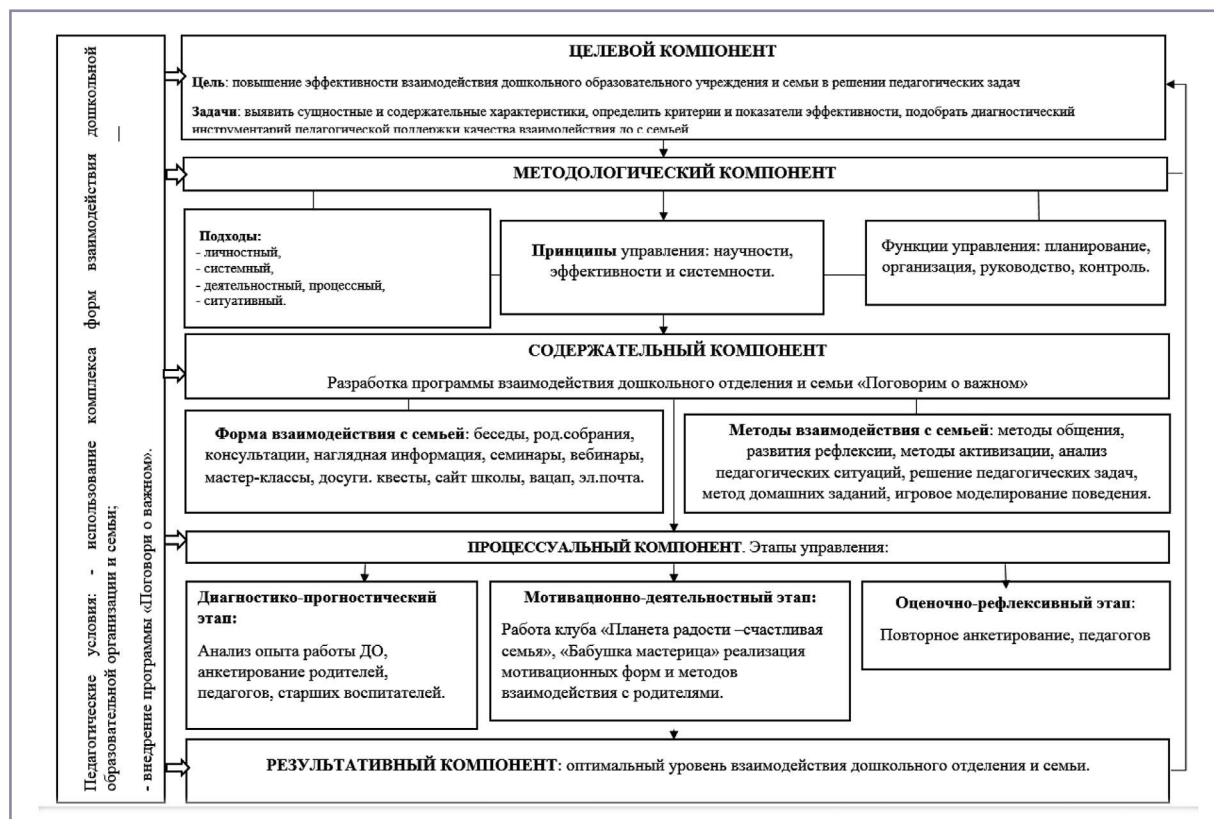 Педагогические условия: - использование комплекса форм взаимодействия дошкольной
образовательной организации и семьи; —
- внедрение программы «Поговори о важном».
ЦЕЛЕВОЙ КОМПОНЕНТ
Цель: повышение эффективности взаимодействия дошкольного образовательного учреждения и семьи в решении педагогических задач
Задачи: выявить сущностные и содержательные характеристики, определить критерии и показатели эффективности, подобрать диагностический
инструментарий педагогической поддержки качества взаимодействия до с семьей
МЕТОДОЛОГИЧЕСКИЙ КОМПОНЕНТ
Подходы:
- личностный,
- системный,
- деятельностный, процессный,
- ситуативный.
Принципы управления: научности,
эффективности и системности.
Функции управления: планирование,
организация, руководство, контроль.
СОДЕРЖАТЕЛЬНЫЙ КОМПОНЕНТ
Разработка программы взаимодействия дошкольного отделения и семьи «Поговорим о важном»
Форма взаимодействия с семьей: беседы, род.собрания,
консультации, наглядная информация, семинары, вебинары,
мастер-классы, досуги. квесты, сайт школы, вацап, эл.почта.
Методы взаимодействия с семьей: методы общения,
развития рефлексии, методы активизации, анализ
педагогических ситуаций, решение педагогических задач,
метод домашних заданий, игровое моделирование поведения.
ПРОЦЕССУАЛЬНЫЙ КОМПОНЕНТ. Этапы управления:
Диагностико-прогностический
этап:
Анализ опыта работы ДО,
анкетирование родителей,
педагогов, старших воспитателей.
Мотивационно-деятельностный этап:
Работа клуба «Планета радости –счастливая
семья», «Бабушка мастерица» реализация
мотивационных форм и методов
взаимодействия с родителями.
Оценочно-рефлексивный этап:
Повторное анкетирование, педагогов
РЕЗУЛЬТАТИВНЫЙ КОМПОНЕНТ: оптимальный уровень взаимодействия дошкольного отделения и семьи.